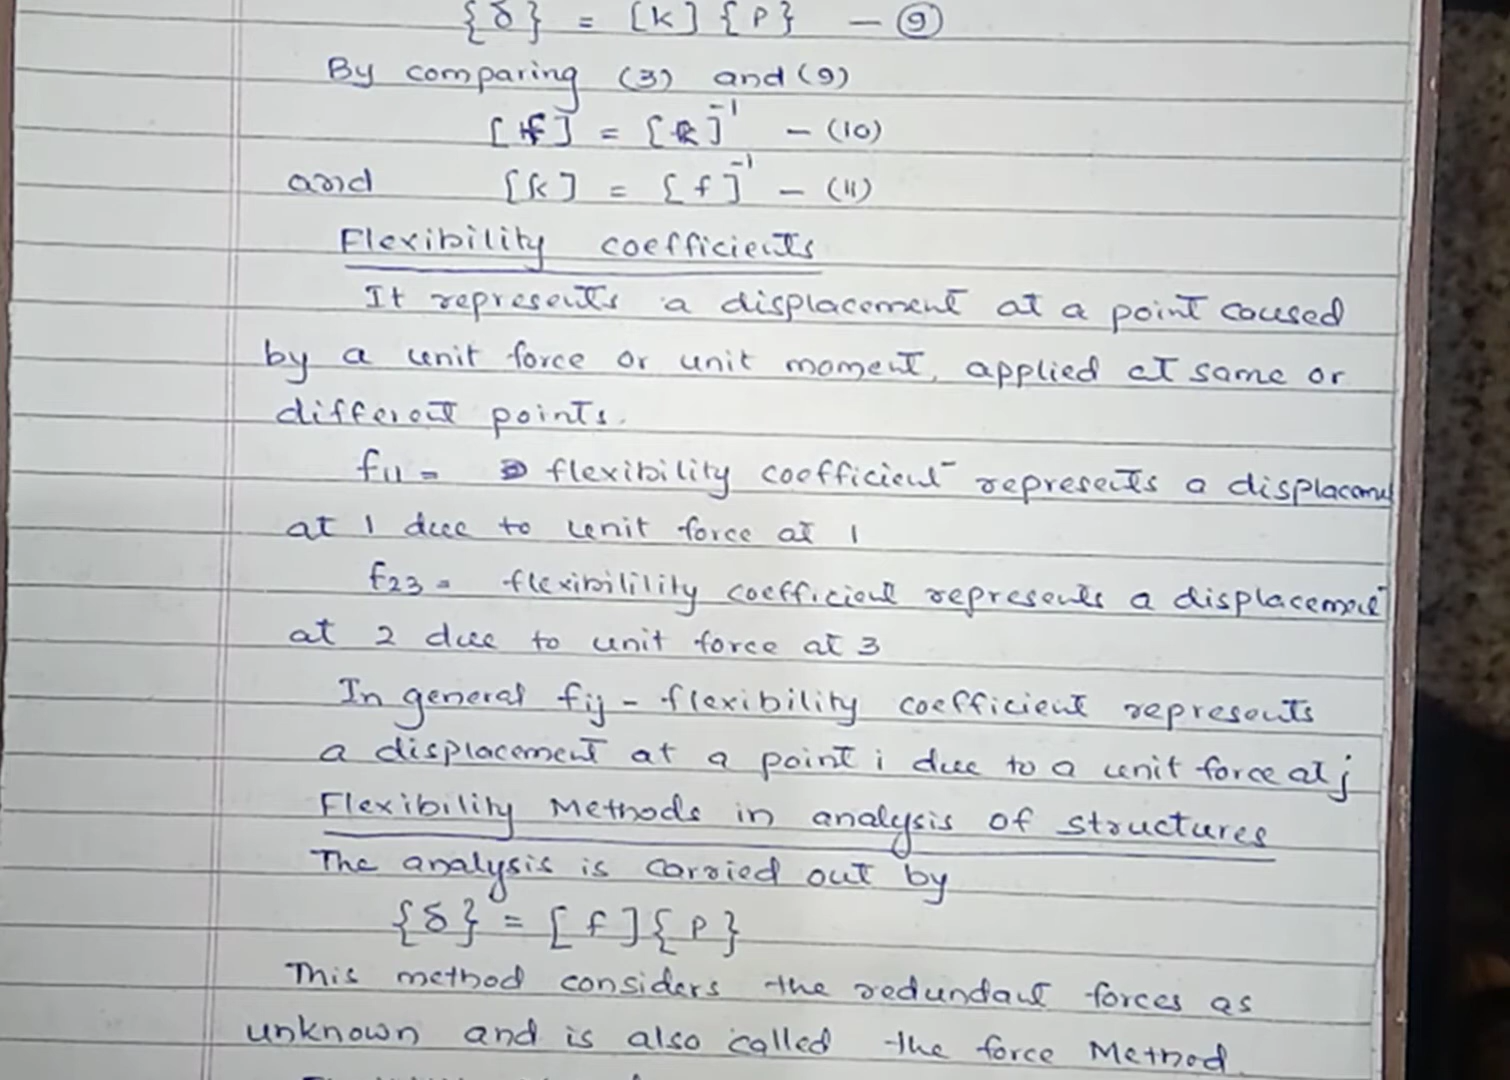 {δ} = [k] {P} — ⑨
By comparing (3) and (9)
[f] = [k]⁻¹ — (10)
and [k] = [f]⁻¹ — (11)
Flexibility coefficients
It represents a displacement at a point caused
by a unit force or unit moment, applied at same or
different points.
f11 = flexibility coefficient represents a displacement
at 1 due to unit force at 1
f23 = flexibilility coefficient represents a displacement
at 2 due to unit force at 3
In general fij - flexibility coefficient represents
a displacement at a point i due to a unit force at j
Flexibility Methods in analysis of structures
The analysis is carried out by
{δ} = [f]{P}
This method considers the redundant forces as
unknown and is also called the force Method.